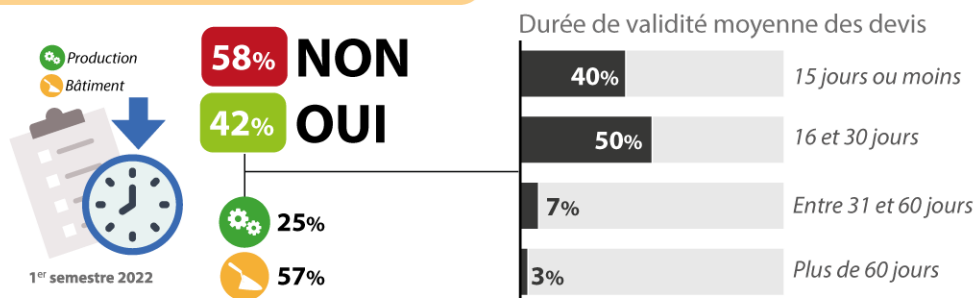 Production
Bâtiment
1er semestre 2022
58% NON
42% OUI
25%
57%
Durée de validité moyenne des devis
40% 15 jours ou moins
50% 16 et 30 jours
7% Entre 31 et 60 jours
3% Plus de 60 jours